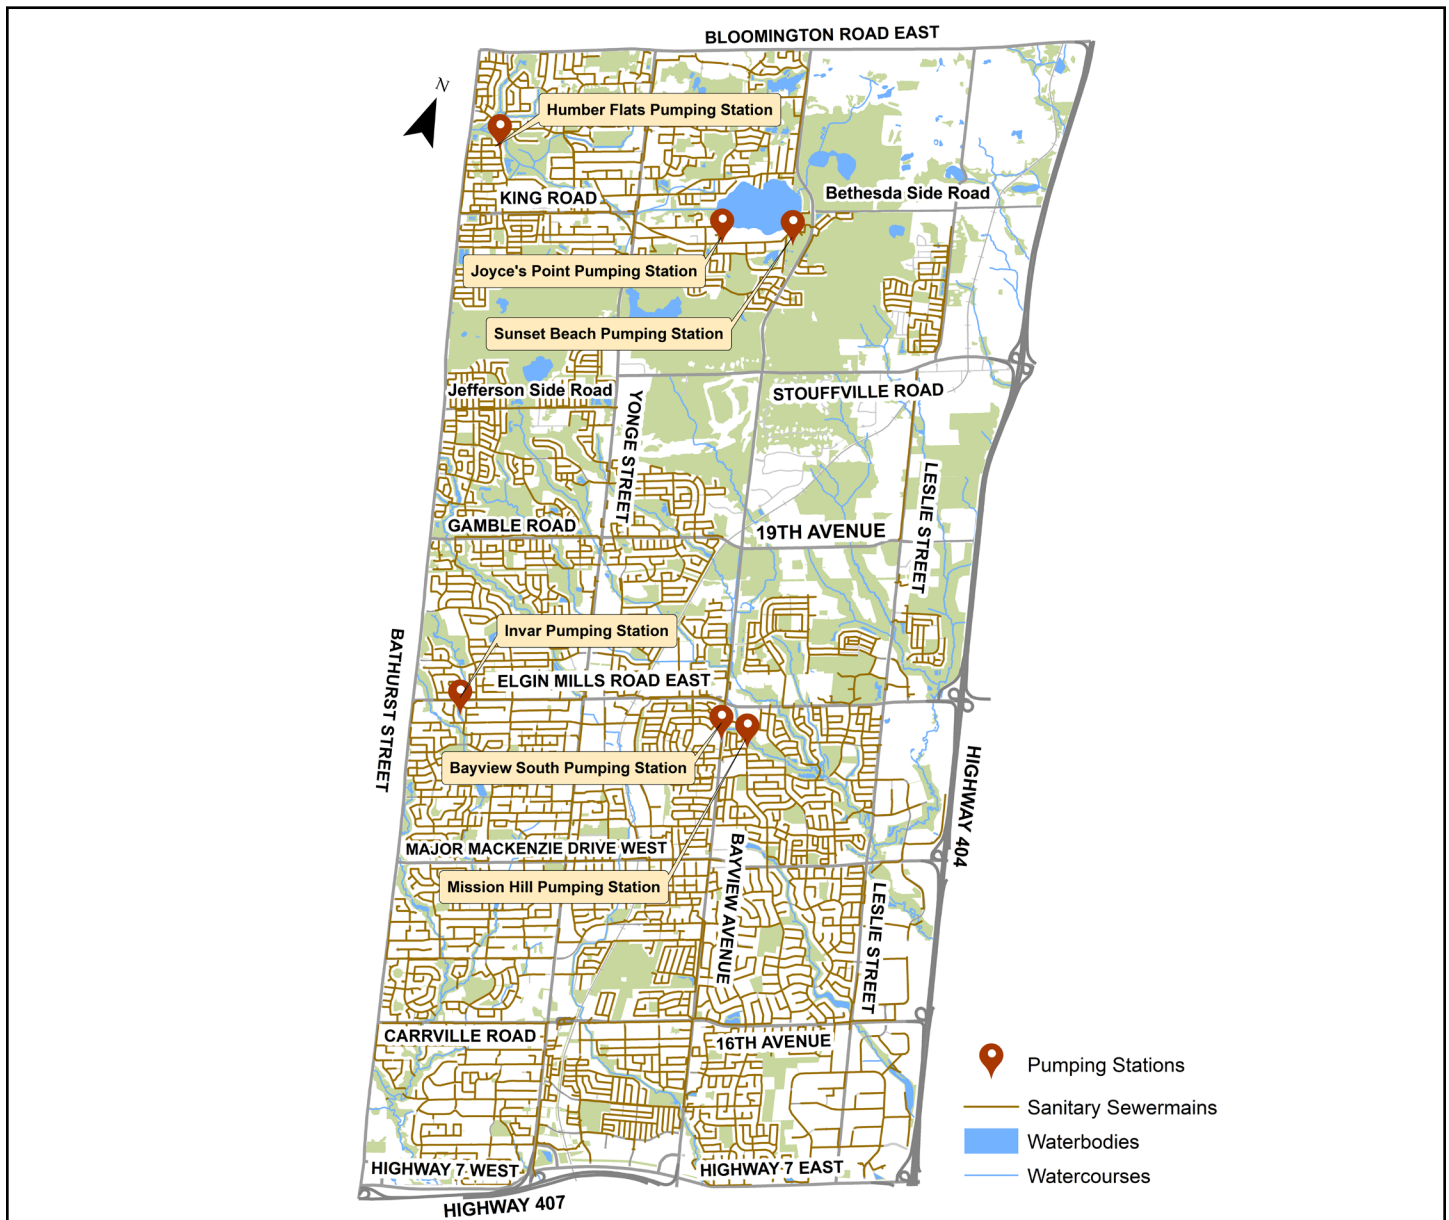 BLOOMINGTON ROAD EAST
N
Humber Flats Pumping Station
KING ROAD
Bethesda Side Road
Joyce's Point Pumping Station
Sunset Beach Pumping Station
Jefferson Side Road
STOUFFVILLE ROAD
YONGE STREET
LESLIE STREET
GAMBLE ROAD
19TH AVENUE
Invar Pumping Station
BATHURST STREET
ELGIN MILLS ROAD EAST
Bayview South Pumping Station
HIGHWAY 404
MAJOR MACKENZIE DRIVE WEST
BAYVIEW AVENUE
Mission Hill Pumping Station
LESLIE STREET
CARRVILLE ROAD
16TH AVENUE
Pumping Stations
Sanitary Sewermains
Waterbodies
Watercourses
HIGHWAY 7 WEST
HIGHWAY 7 EAST
HIGHWAY 407